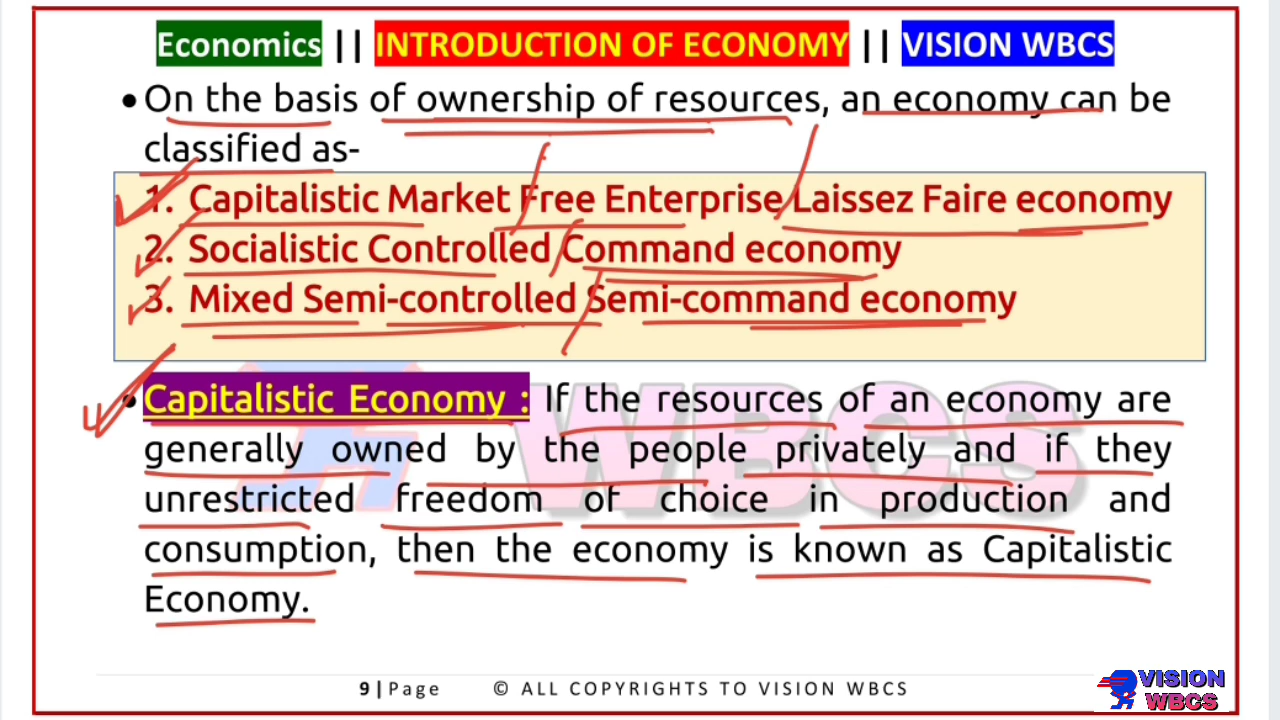 Economics || INTRODUCTION OF ECONOMY || VISION WBCS
• On the basis of ownership of resources, an economy can be
classified as-
1. Capitalistic Market Free Enterprise Laissez Faire economy
2. Socialistic Controlled Command economy
3. Mixed Semi-controlled Semi-command economy
• Capitalistic Economy : If the resources of an economy are
generally owned by the people privately and if they
unrestricted freedom of choice in production and
consumption, then the economy is known as Capitalistic
Economy.
WBCS
9 | Page © ALL COPYRIGHTS TO VISION WBCS
VISION
WBCS